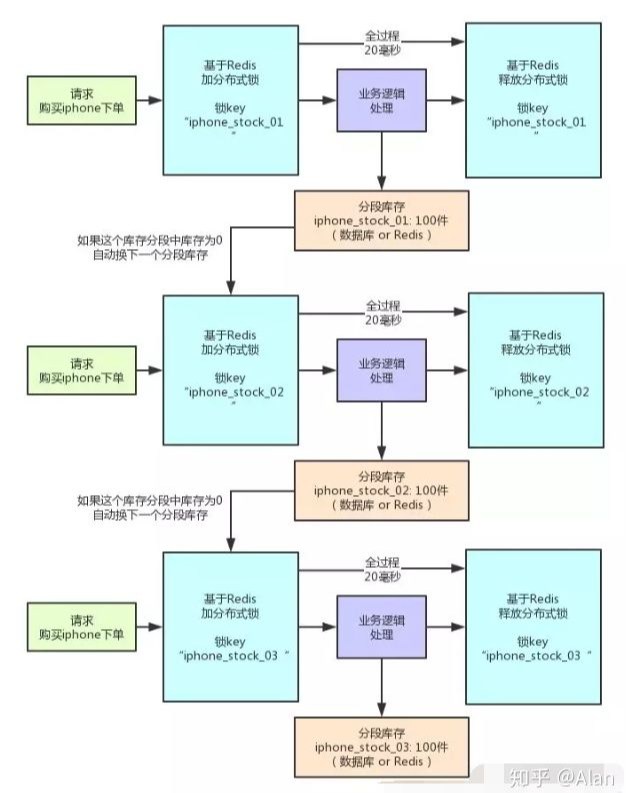 全过程
20毫秒
请求
购买iphone下单
基于Redis
加分布式锁
锁key
“iphone_stock_01
”
业务逻辑
处理
基于Redis
释放分布式锁
锁key
“iphone_stock_01
”
分段库存
iphone_stock_01: 100件
（数据库 or Redis）
如果这个库存分段中库存为0
自动换下一个分段库存
全过程
20毫秒
请求
购买iphone下单
基于Redis
加分布式锁
锁key
“iphone_stock_02
”
业务逻辑
处理
基于Redis
释放分布式锁
锁key
“iphone_stock_02
”
分段库存
iphone_stock_02: 100件
（数据库 or Redis）
如果这个库存分段中库存为0
自动换下一个分段库存
全过程
20毫秒
请求
购买iphone下单
基于Redis
加分布式锁
锁key
“iphone_stock_03 “
业务逻辑
处理
基于Redis
释放分布式锁
锁key
“iphone_stock_03 “
分段库存
iphone_stock_03: 100件
（数据库 or Redis）
知乎 @Alan